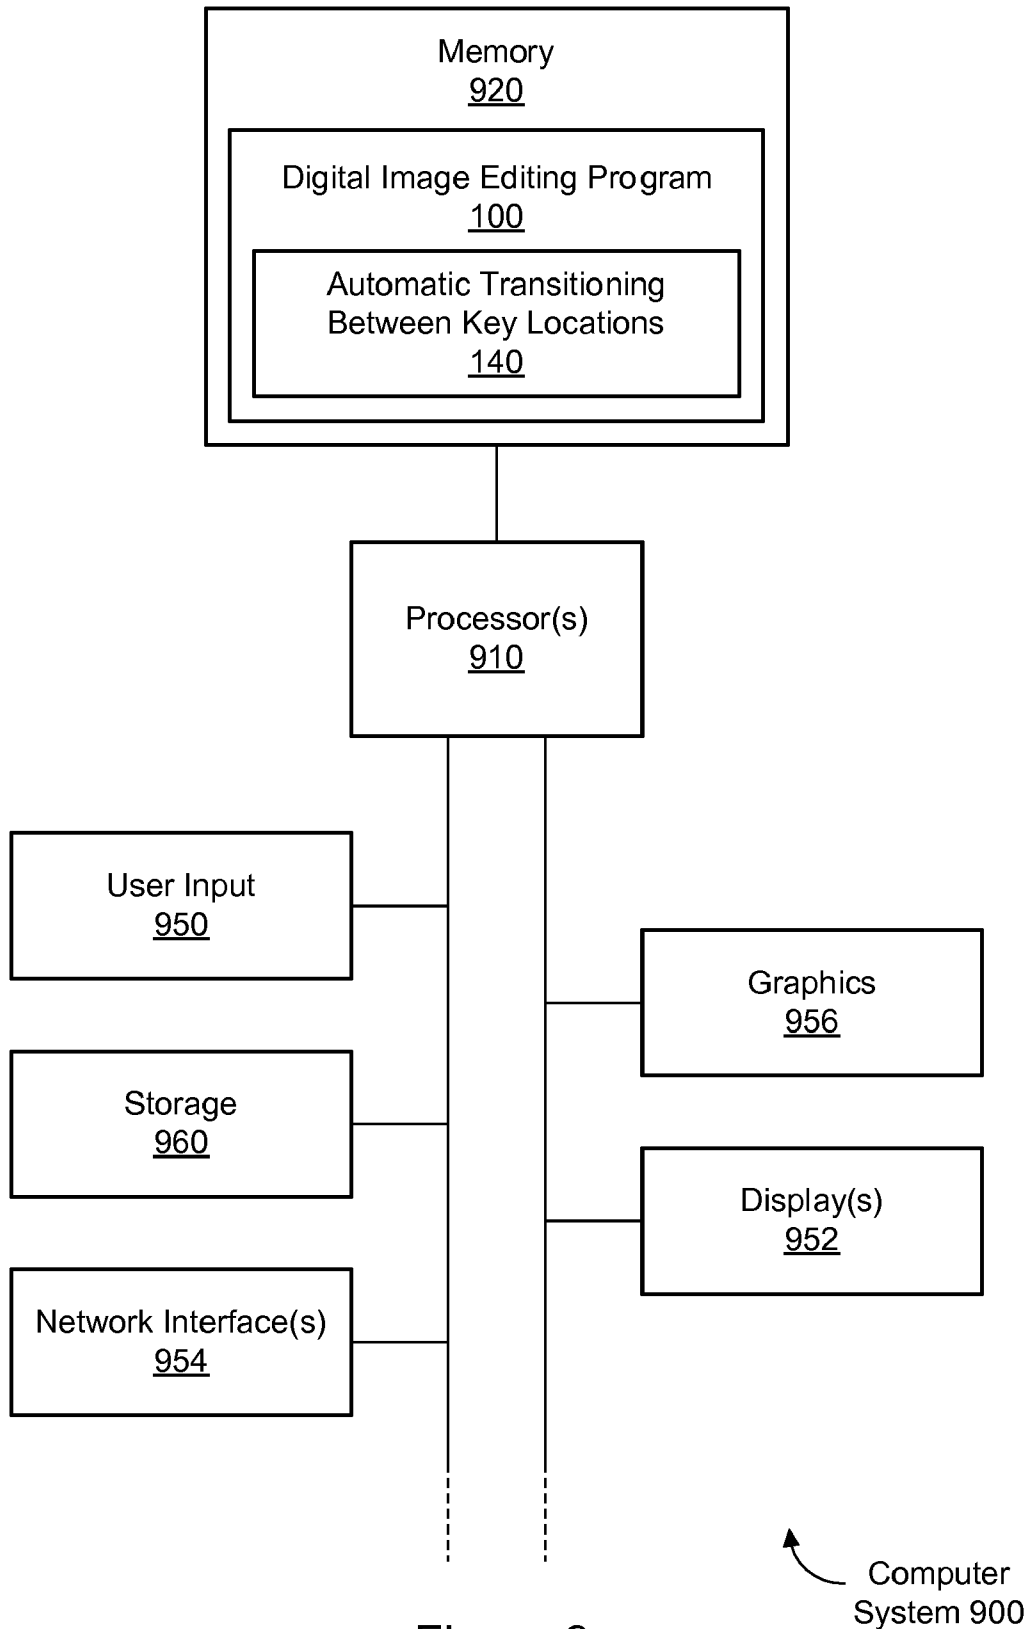 Memory
920
Digital Image Editing Program
100
Automatic Transitioning
Between Key Locations
140
Processor(s)
910
User Input
950
Graphics
956
Storage
960
Display(s)
952
Network Interface(s)
954
Computer
System 900